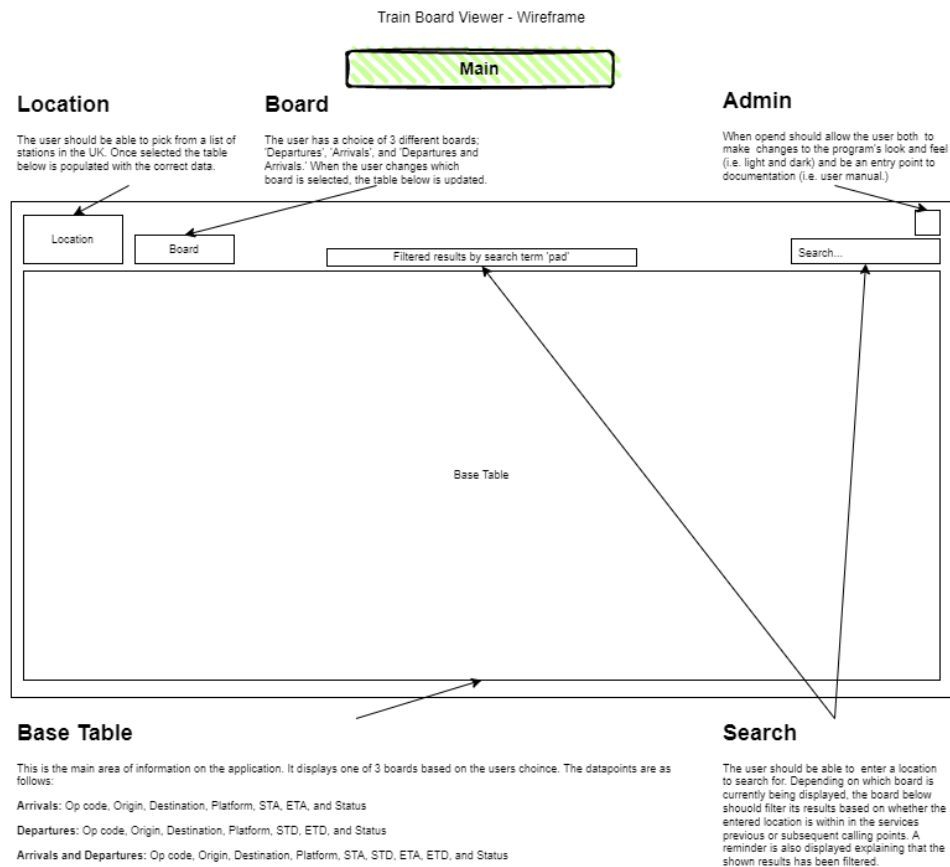 Train Board Viewer - Wireframe
Main
Location
The user should be able to pick from a list of
stations in the UK. Once selected the table
below is populated with the correct data.
Board
The user has a choice of 3 different boards;
'Departures', 'Arrivals', and 'Departures and
Arrivals.' When the user changes which
board is selected, the table below is updated.
Admin
When opend should allow the user both to
make changes to the program's look and feel
(i.e. light and dark) and be an entry point to
documentation (i.e. user manual.)
Location
Board
Filtered results by search term 'pad'
Search...
Base Table
Base Table
This is the main area of information on the application. It displays one of 3 boards based on the users choince. The datapoints are as
follows:
Arrivals: Op code, Origin, Destination, Platform, STA, ETA, and Status
Departures: Op code, Origin, Destination, Platform, STD, ETD, and Status
Arrivals and Departures: Op code, Origin, Destination, Platform, STA, STD, ETA, ETD, and Status
Search
The user should be able to enter a location
to search for. Depending on which board is
currently being displayed, the board below
shouold filter its results based on whether the
entered location is within in the services
previous or subsequent calling points. A
reminder is also displayed explaining that the
shown results has been filtered.